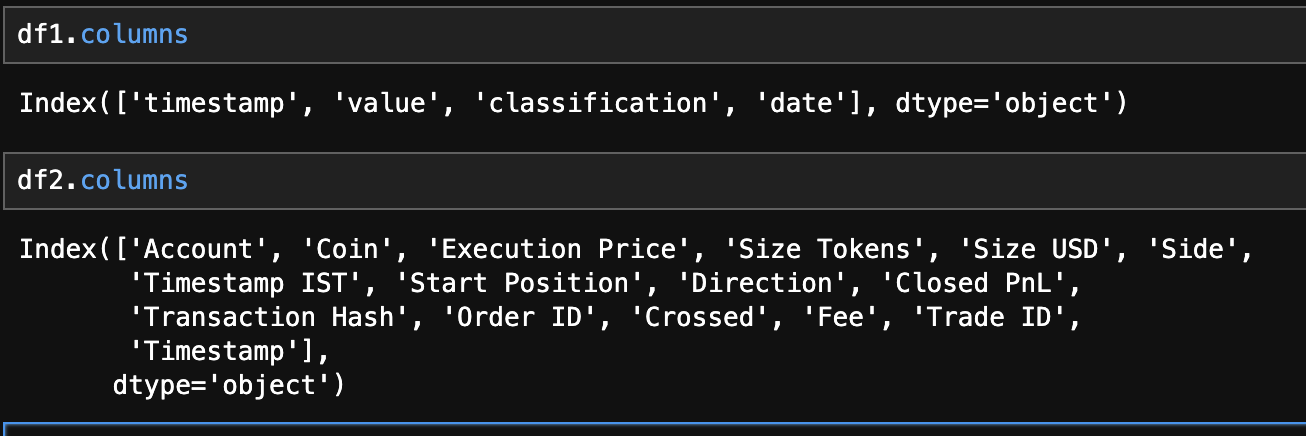 df1.columns
Index(['timestamp', 'value', 'classification', 'date'], dtype='object')
df2.columns
Index(['Account', 'Coin', 'Execution Price', 'Size Tokens', 'Size USD', 'Side',
'Timestamp IST', 'Start Position', 'Direction', 'Closed PnL',
'Transaction Hash', 'Order ID', 'Crossed', 'Fee', 'Trade ID',
'Timestamp'],
dtype='object')